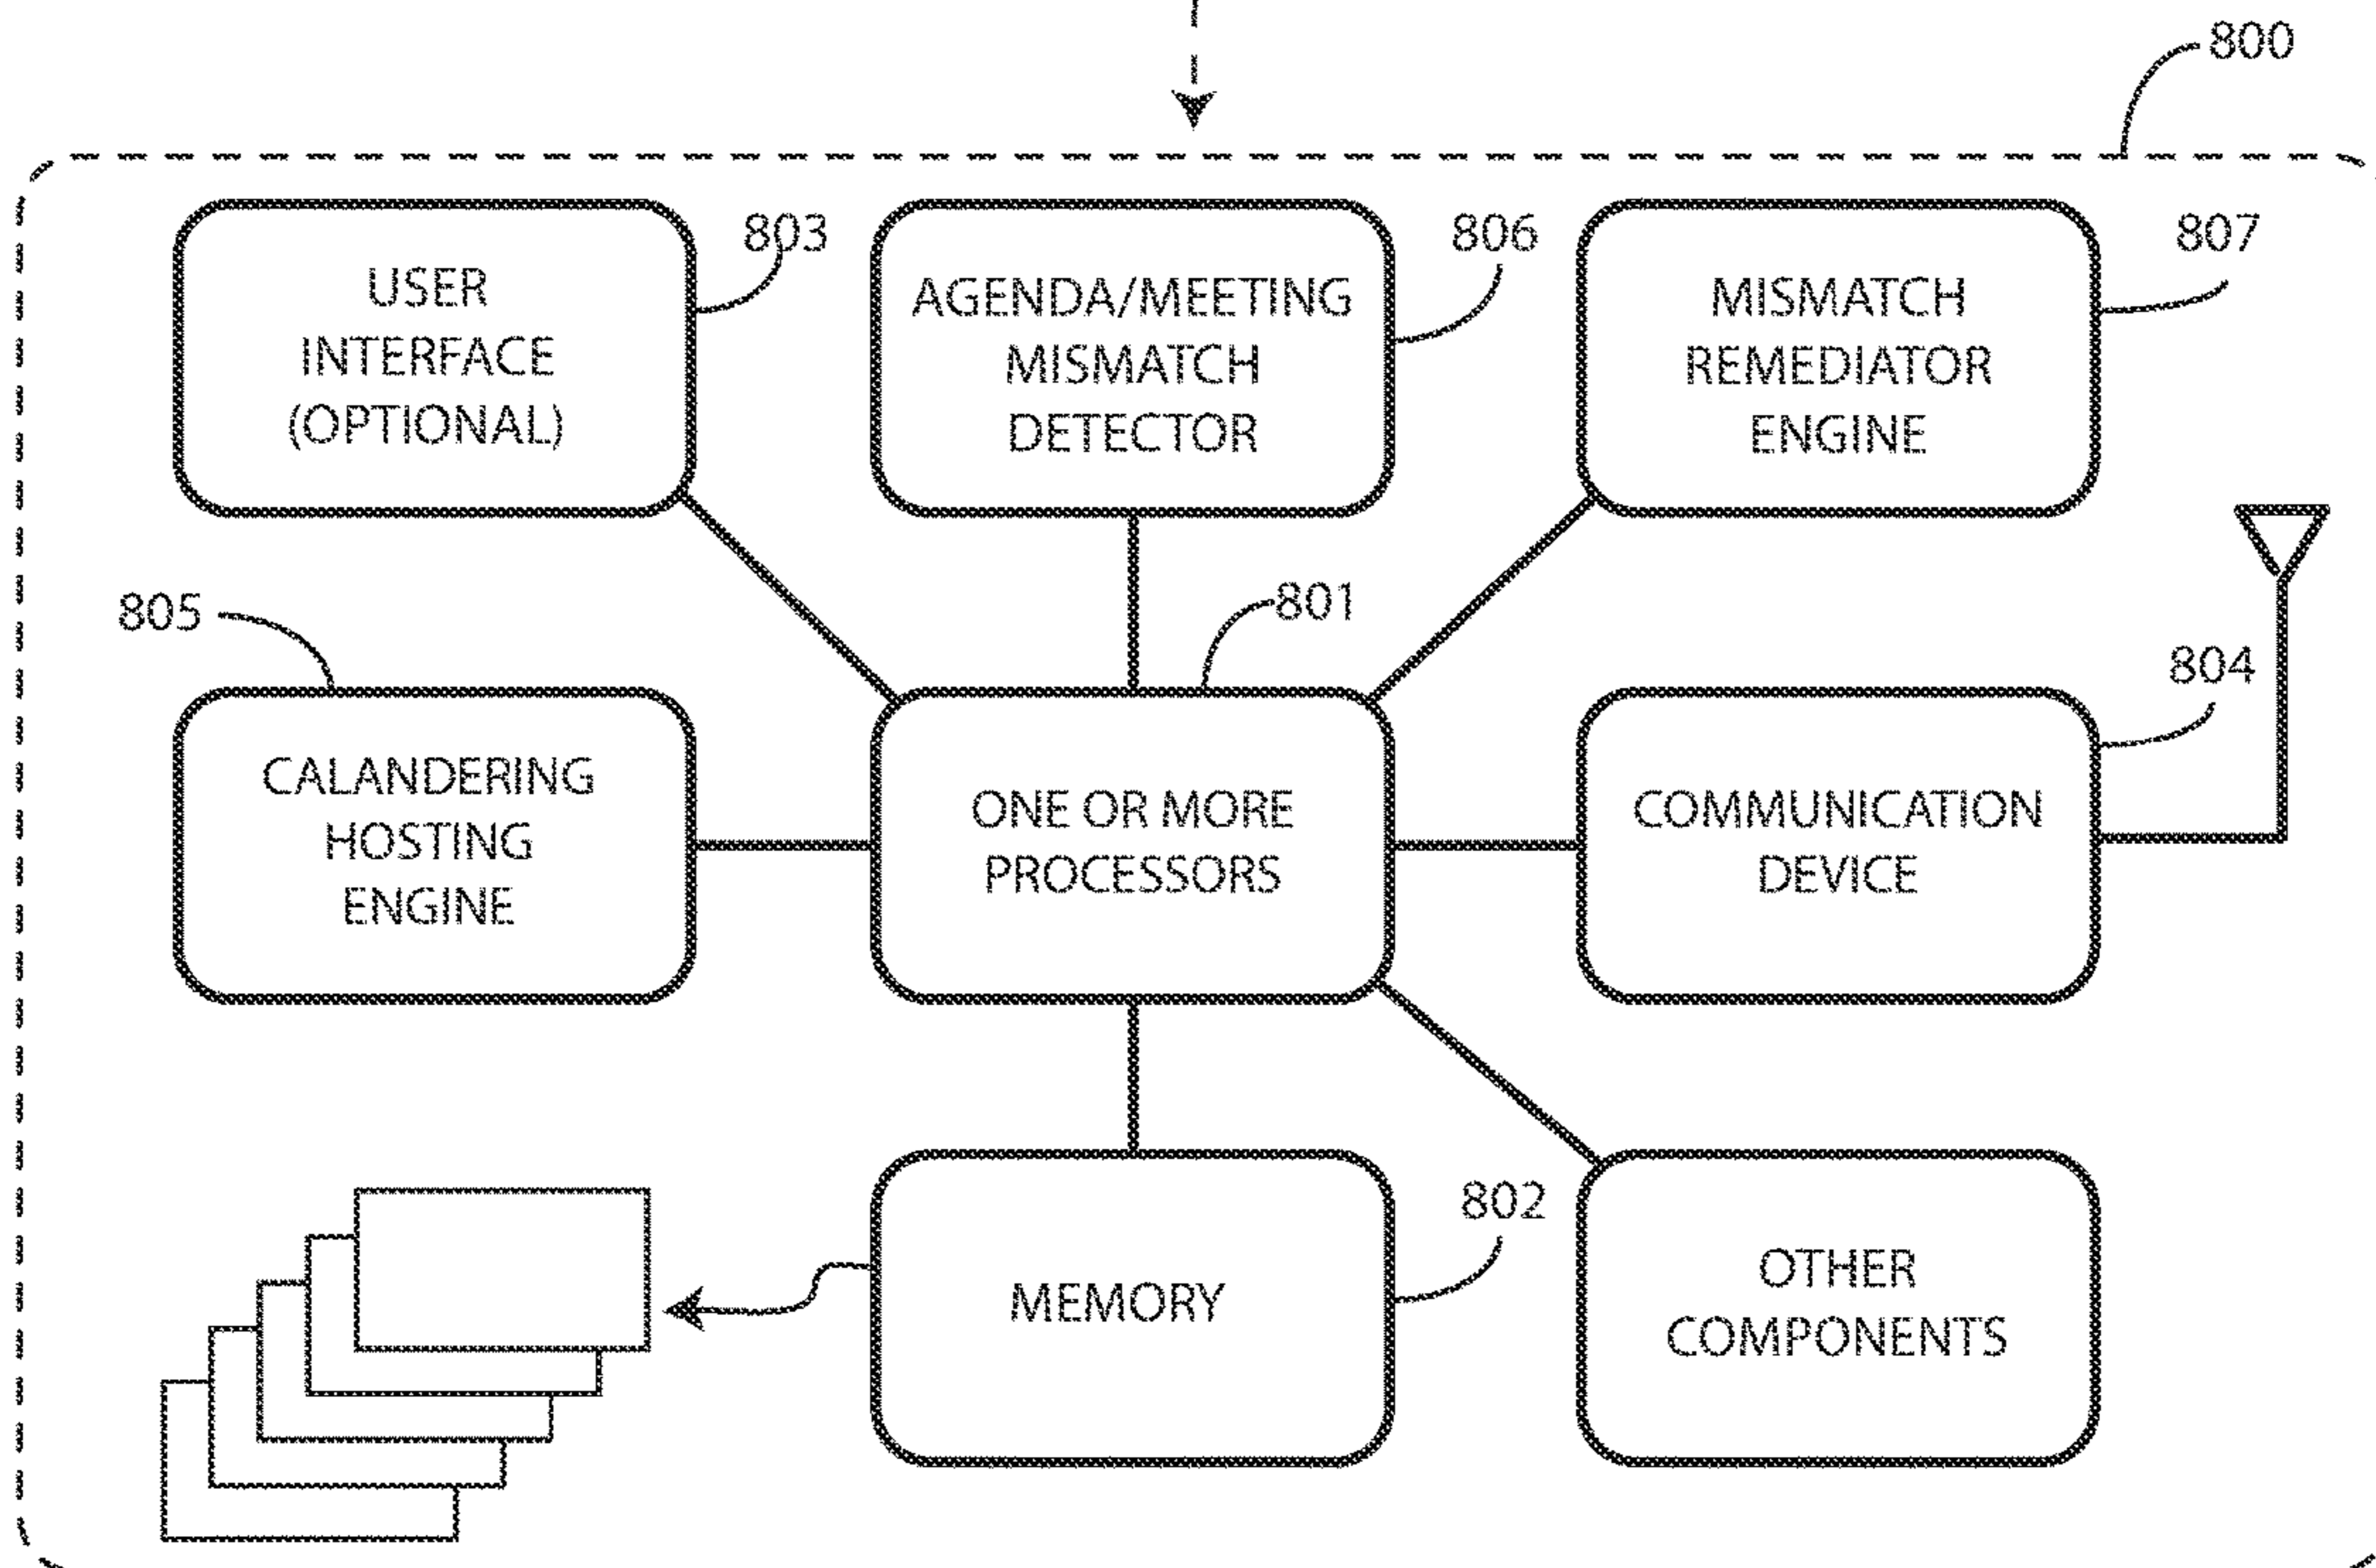 800
803
806
807
USER
INTERFACE
(OPTIONAL)
AGENDA/MEETING
MISMATCH
DETECTOR
MISMATCH
REMEDIATOR
ENGINE
805
801
804
CALANDERING
HOSTING
ENGINE
ONE OR MORE
PROCESSORS
COMMUNICATION
DEVICE
802
MEMORY
OTHER
COMPONENTS